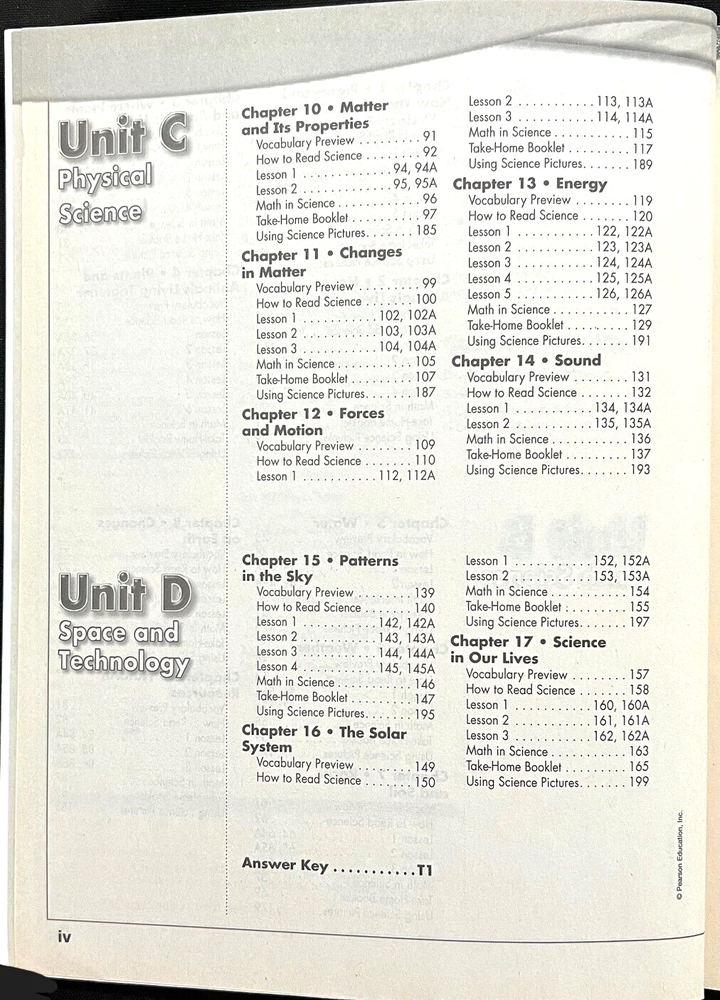 Unit C
Physical
Science
Chapter 10 • Matter
and Its Properties
Vocabulary Preview . . . . . . . . . 91
How to Read Science . . . . . . . . 92
Lesson 1 . . . . . . . . . . . . . 94, 94A
Lesson 2 . . . . . . . . . . . . . 95, 95A
Math in Science . . . . . . . . . . . . 96
Take-Home Booklet . . . . . . . . . . 97
Using Science Pictures. . . . . . . 185
Chapter 11 • Changes
in Matter
Vocabulary Preview . . . . . . . . . 99
How to Read Science . . . . . . . 100
Lesson 1 . . . . . . . . . . . 102, 102A
Lesson 2 . . . . . . . . . . . 103, 103A
Lesson 3 . . . . . . . . . . . 104, 104A
Math in Science . . . . . . . . . . . 105
Take-Home Booklet . . . . . . . . . 107
Using Science Pictures. . . . . . . 187
Chapter 12 • Forces
and Motion
Vocabulary Preview . . . . . . . . 109
How to Read Science . . . . . . . 110
Lesson 1 . . . . . . . . . . . 112, 112A
Lesson 2 . . . . . . . . . . . 113, 113A
Lesson 3 . . . . . . . . . . . 114, 114A
Math in Science . . . . . . . . . . . 115
Take-Home Booklet . . . . . . . . . 117
Using Science Pictures. . . . . . . 189
Chapter 13 • Energy
Vocabulary Preview . . . . . . . . 119
How to Read Science . . . . . . . 120
Lesson 1 . . . . . . . . . . . 122, 122A
Lesson 2 . . . . . . . . . . . 123, 123A
Lesson 3 . . . . . . . . . . . 124, 124A
Lesson 4 . . . . . . . . . . . 125, 125A
Lesson 5 . . . . . . . . . . . 126, 126A
Math in Science . . . . . . . . . . . 127
Take-Home Booklet . . . . . . . . . 129
Using Science Pictures. . . . . . . 191
Chapter 14 • Sound
Vocabulary Preview . . . . . . . . 131
How to Read Science . . . . . . . 132
Lesson 1 . . . . . . . . . . . 134, 134A
Lesson 2 . . . . . . . . . . . 135, 135A
Math in Science . . . . . . . . . . . 136
Take-Home Booklet . . . . . . . . . 137
Using Science Pictures. . . . . . . 193
Unit D
Space and
Technology
Chapter 15 • Patterns
in the Sky
Vocabulary Preview . . . . . . . . 139
How to Read Science . . . . . . . 140
Lesson 1 . . . . . . . . . . . 142, 142A
Lesson 2 . . . . . . . . . . . 143, 143A
Lesson 3 . . . . . . . . . . . 144, 144A
Lesson 4 . . . . . . . . . . . 145, 145A
Math in Science . . . . . . . . . . . 146
Take-Home Booklet . . . . . . . . . 147
Using Science Pictures. . . . . . . 195
Chapter 16 • The Solar
System
Vocabulary Preview . . . . . . . . 149
How to Read Science . . . . . . . 150
Lesson 1 . . . . . . . . . . . 152, 152A
Lesson 2 . . . . . . . . . . . 153, 153A
Math in Science . . . . . . . . . . . 154
Take-Home Booklet . . . . . . . . . 155
Using Science Pictures. . . . . . . 197
Chapter 17 • Science
in Our Lives
Vocabulary Preview . . . . . . . . 157
How to Read Science . . . . . . . 158
Lesson 1 . . . . . . . . . . . 160, 160A
Lesson 2 . . . . . . . . . . . 161, 161A
Lesson 3 . . . . . . . . . . . 162, 162A
Math in Science . . . . . . . . . . . 163
Take-Home Booklet . . . . . . . . . 165
Using Science Pictures. . . . . . . 199
Answer Key . . . . . . . . . . . T1
© Pearson Education, Inc.
iv